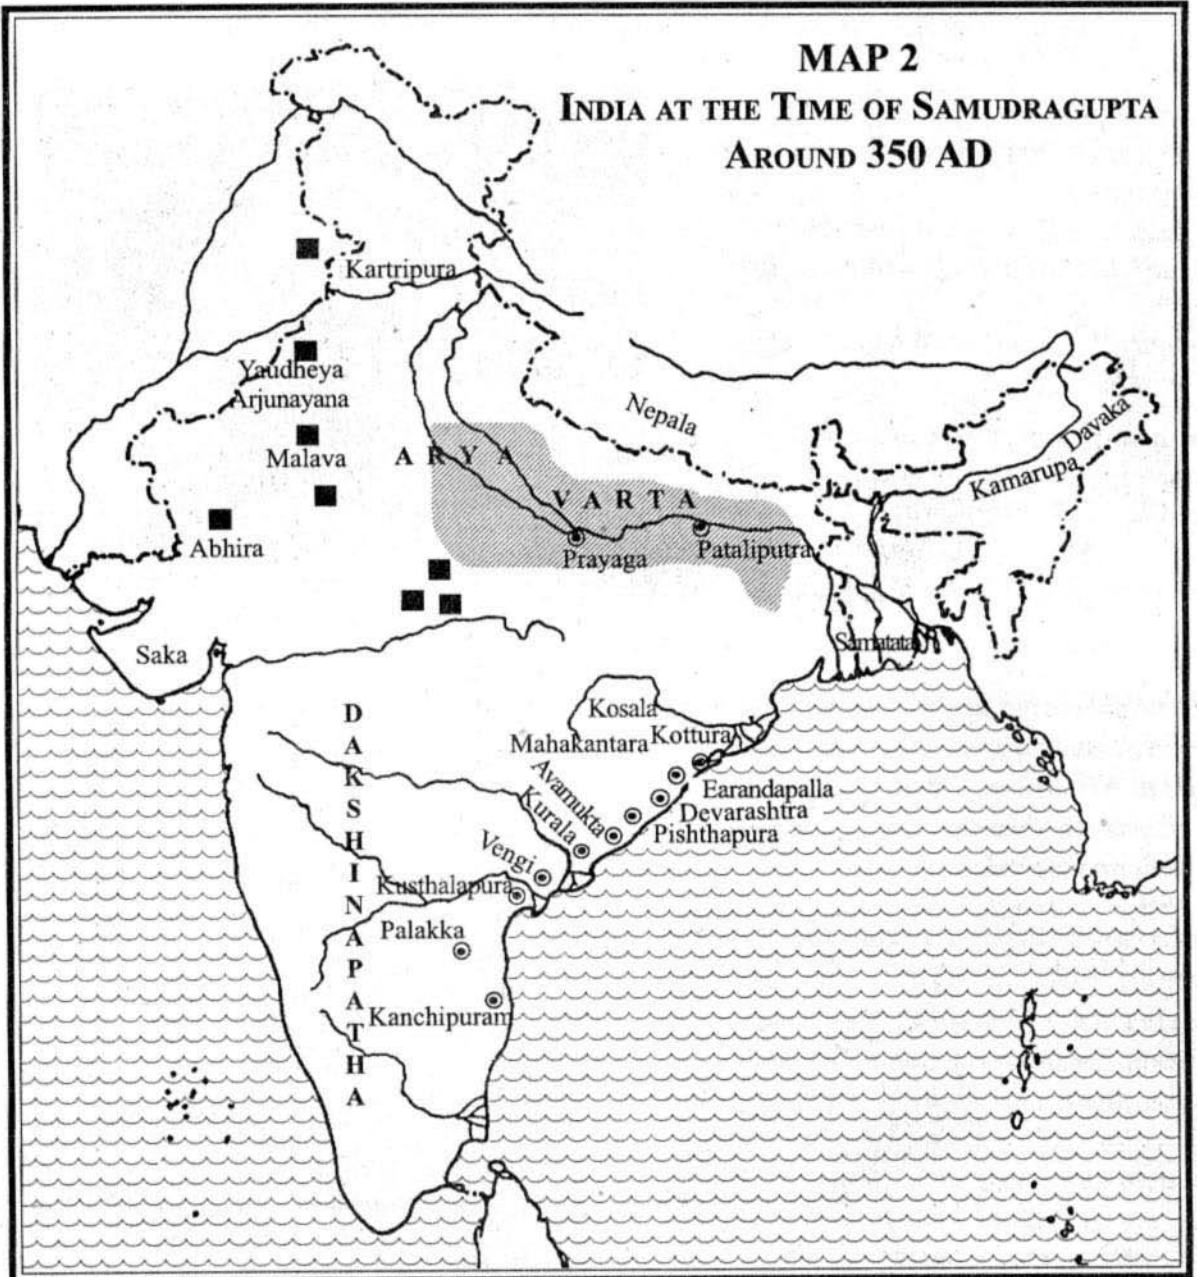 MAP 2
INDIA AT THE TIME OF SAMUDRAGUPTA
AROUND 350 AD
Kartripura
Yaudheya
Arjunayana
Malava
Abhira
Saka
ARYA
VARTA
Prayaga
Pataliputra
Nepala
Davaka
Kamarupa
Samatata
DAKSHINAPATHA
Kosala
Mahakantara
Kottura
Earandapalla
Devarashtra
Pishthapura
Avamukta
Kurala
Vengi
Kusthalapura
Palakka
Kanchipuram